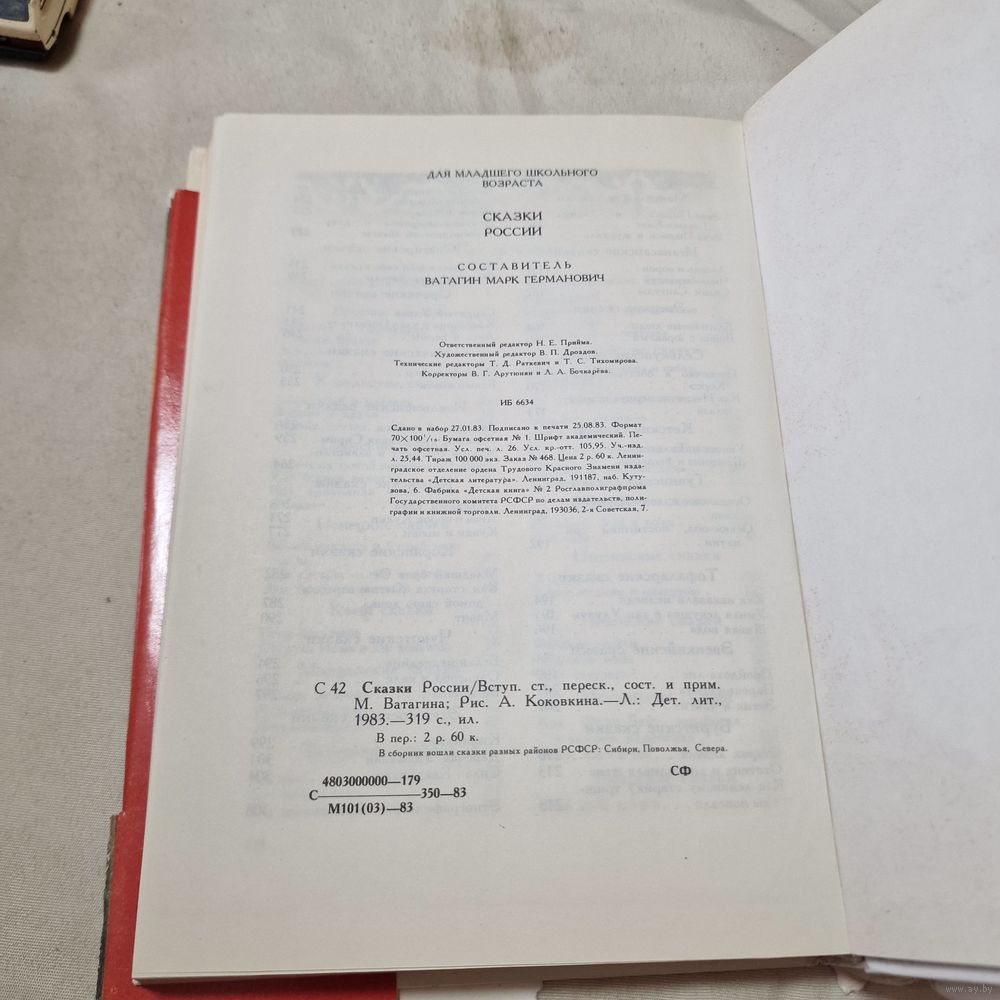 ДЛЯ МЛАДШЕГО ШКОЛЬНОГО
ВОЗРАСТА
СКАЗКИ
РОССИИ
СОСТАВИТЕЛЬ
ВАТАГИН МАРК ГЕРМАНОВИЧ
Ответственный редактор Н. Е. Прийма.
Художественный редактор В. П. Дроздов.
Технические редакторы Т. Д. Раткевич и Т. С. Тихомирова.
Корректоры В. Г. Арутюнян и Л. А. Бочкарёва.
ИБ 6634
Сдано в набор 27.01.83. Подписано к печати 25.08.83. Формат
70×100 1/16. Бумага офсетная № 1. Шрифт академический. Пе-
чать офсетная. Усл. печ. л. 26. Усл. кр.-отт. 105,95. Уч.-изд.
л. 25,44. Тираж 100 000 экз. Заказ № 468. Цена 2 р. 60 к. Ленин-
градское отделение ордена Трудового Красного Знамени изда-
тельства «Детская литература». Ленинград, 191187, наб. Куту-
зова, 6. Фабрика «Детская книга» № 2 Росглавполиграфпрома
Государственного комитета РСФСР по делам издательств, поли-
графии и книжной торговли. Ленинград, 193036, 2-я Советская, 7.
С 42 Сказки России/Вступ. ст., переск., сост. и прим.
М. Ватагина; Рис. А. Коковкина.—Л.: Дет. лит.,
1983.—319 с., ил.
В пер.: 2 р. 60 к.
В сборник вошли сказки разных районов РСФСР: Сибири, Поволжья, Севера.
4803000000—179
С————350—83
М101(03)—83
СФ
www.ay.by